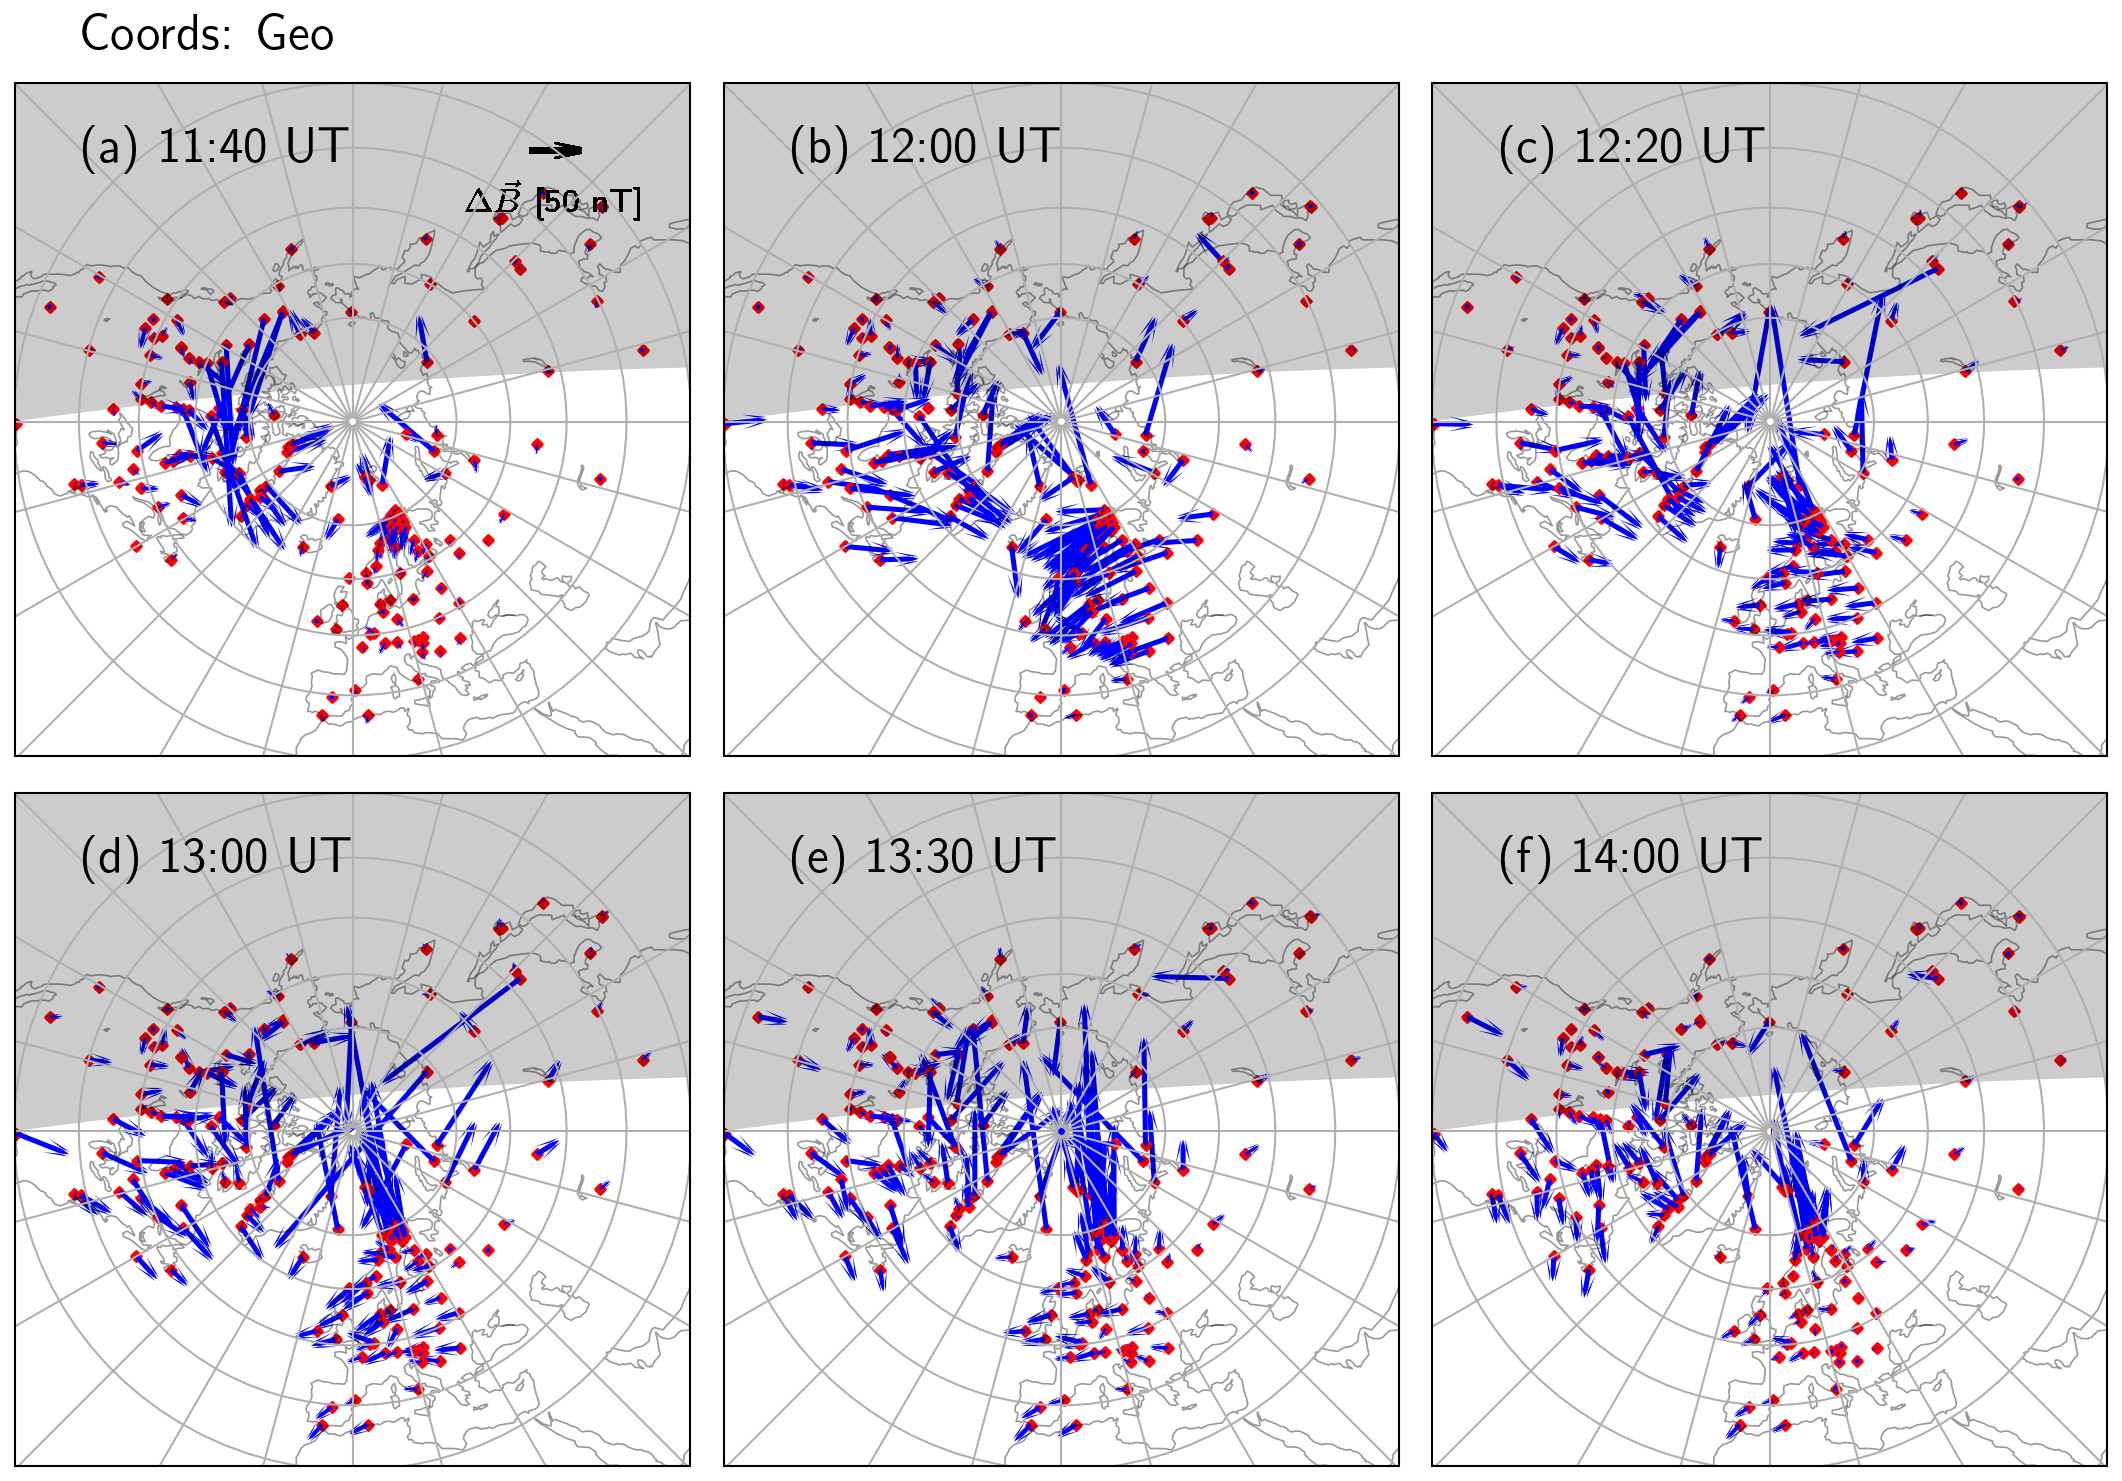 Coords: Geo
(a) 11:40 UT
ΔB⃗ [50 nT]
(b) 12:00 UT
(c) 12:20 UT
(d) 13:00 UT
(e) 13:30 UT
(f) 14:00 UT